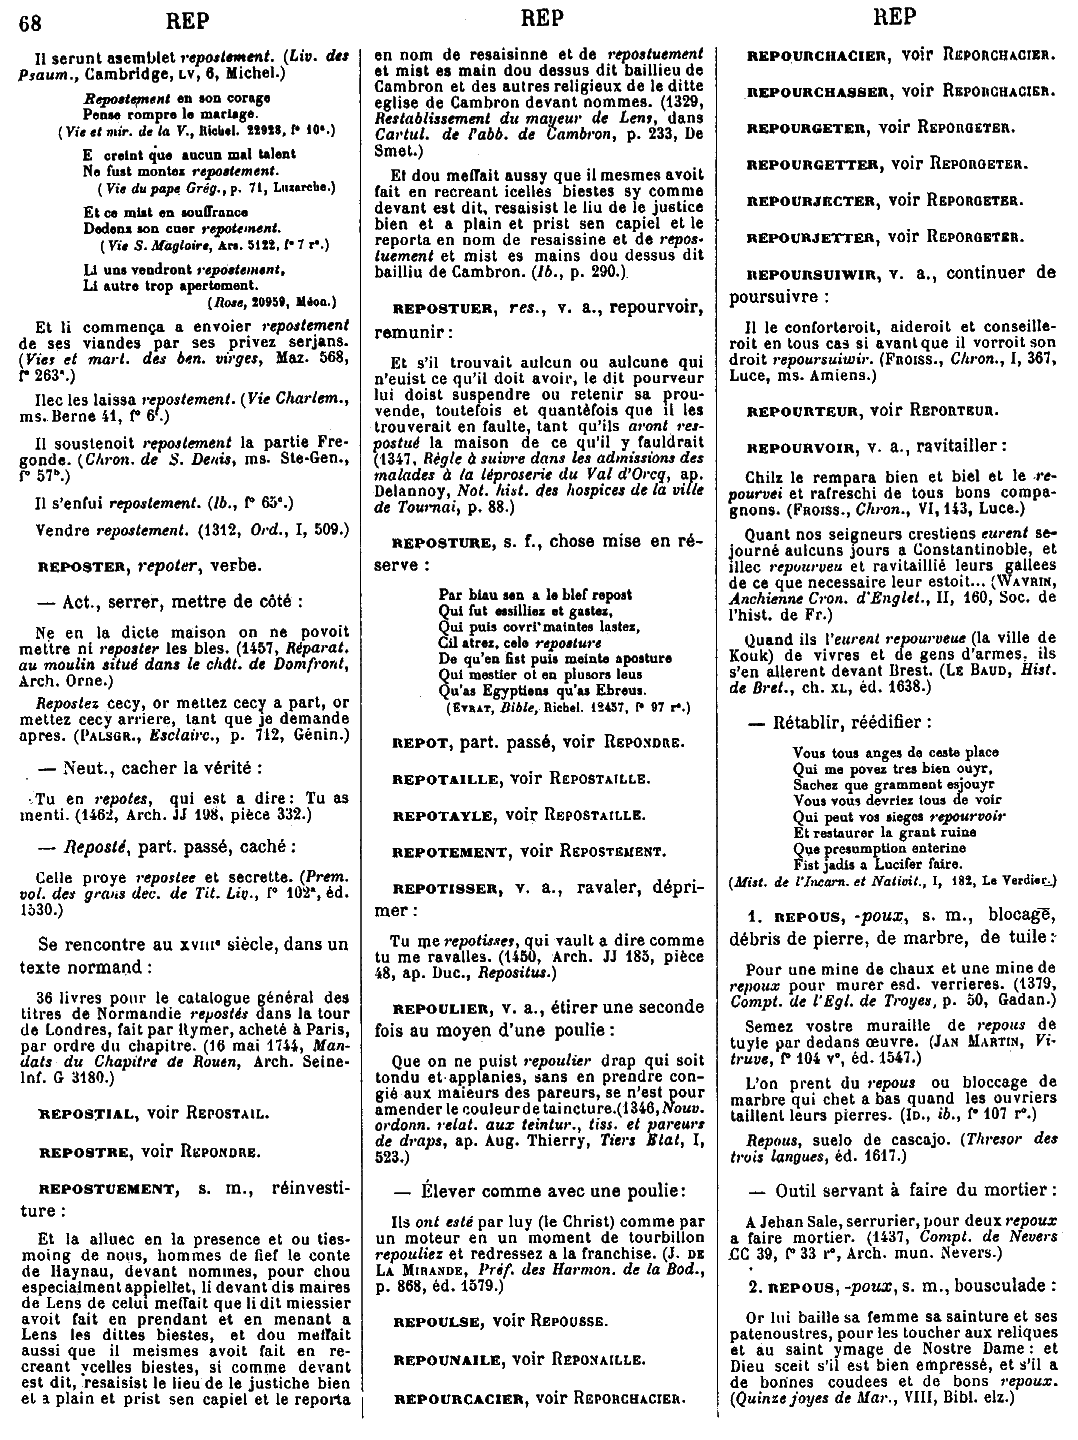 68 REP REP REP
Il serunt asemblet repostement. (Liv. des
Psaum., Cambridge, LV, 6, Michel.)
Repostement en son corage
Pense rompre le mariage.
(Vie et mir. de la V., Richel. 22928, f° 10ᵃ.)
E creint que aucun mal talent
Ne fust montez repostement.
(Vie du pape Grég., p. 71, Luzarche.)
Et ce mist en souffrance
Dedenz son cuer repotement.
(Vie S. Magloire, Ars. 5122, f° 7 r°.)
Li uns vendront repostement,
Li autre trop apertement.
(Rose, 20959, Méon.)
Et li commença a envoier repostement
de ses viandes par ses privez serjans.
(Vies et mart. des ben. virges, Maz. 568,
f° 263ᵃ.)
Ilec les laissa repostement. (Vie Charlem.,
ms. Berne 41, f° 6ᶠ.)
Il soustenoit repostement la partie Fre-
gonde. (Chron. de S. Denis, ms. Ste-Gen.,
f° 57ᵇ.)
Il s'enfui repostement. (Ib., f° 65ᵃ.)
Vendre repostement. (1312, Ord., I, 509.)
REPOSTER, repoter, verbe.
— Act., serrer, mettre de côté :
Ne en la dicte maison on ne povoit
mettre ni reposter les bles. (1457, Réparat.
au moulin situé dans le chât. de Domfront,
Arch. Orne.)
Repostez cecy, or mettez cecy a part, or
mettez cecy arriere, tant que je demande
apres. (PALSGR., Esclairc., p. 712, Génin.)
— Neut., cacher la vérité :
Tu en repotes, qui est a dire : Tu as
menti. (1462, Arch. JJ 198, pièce 332.)
— Reposté, part. passé, caché :
Celle proye repostee et secrette. (Prem.
vol. des grans dec. de Tit. Liv., f° 102ᵃ, éd.
1530.)
Se rencontre au XVIIIᵉ siècle, dans un
texte normand :
36 livres pour le catalogue général des
titres de Normandie repostés dans la tour
de Londres, fait par Rymer, acheté à Paris,
par ordre du chapitre. (16 mai 1744, Man-
dats du Chapitre de Rouen, Arch. Seine-
Inf. G 3180.)
REPOSTIAL, voir REPOSTAIL.
REPOSTRE, voir REPONDRE.
REPOSTUEMENT, s. m., réinvesti-
ture :
Et la alluec en la presence et ou ties-
moing de nous, hommes de fief le conte
de Haynau, devant nommes, pour chou
especialment appiellet, li devant dis maires
de Lens de celui meffait que li dit miessier
avoit fait en prendant et en menant a
Lens les dittes biestes, et dou meffait
aussi que il meismes avoit fait en re-
creant ycelles biestes, si comme devant
est dit, resaisist le lieu de le justiche bien
et a plain et prist sen capiel et le reporta
en nom de resaisinne et de repostuement
et mist es main dou dessus dit baillieu de
Cambron et des autres religieux de le ditte
eglise de Cambron devant nommes. (1329,
Restablissement du mayeur de Lens, dans
Cartul. de l'abb. de Cambron, p. 233, De
Smet.)
Et dou meffait aussy que il mesmes avoit
fait en recreant icelles biestes sy comme
devant est dit, resaisist le liu de le justice
bien et a plain et prist sen capiel et le
reporta en nom de resaissine et de repos-
tuement et mist es mains dou dessus dit
bailliu de Cambron. (Ib., p. 290.)
REPOSTUER, res., v. a., repourvoir,
remunir :
Et s'il trouvait aulcun ou aulcune qui
n'euist ce qu'il doit avoir, le dit pourveur
lui doist suspendre ou retenir sa prou-
vende, toutefois et quantèfois que il les
trouverait en faulte, tant qu'ils aront res-
postué la maison de ce qu'il y fauldrait
(1347, Règle à suivre dans les admissions des
malades à la léproserie du Val d'Orcq, ap.
Delannoy, Not. hist. des hospices de la ville
de Tournai, p. 88.)
REPOSTURE, s. f., chose mise en ré-
serve :
Par biau sen a le blef repost
Qui fut essilliez et gastez,
Qui puis covri maintes lastez,
Cil atrez, cele reposture
De qu'en fist puis meinte aposture
Qui mestier ot en plusors leus
Qu'as Egyptiens qu'as Ebreus.
(EVRAT, Bible, Richel. 12457, f° 97 r°.)
REPOT, part. passé, voir REPONDRE.
REPOTAILLE, voir REPOSTAILLE.
REPOTAYLE, voir REPOSTAILLE.
REPOTEMENT, voir REPOSTEMENT.
REPOTISSER, v. a., ravaler, dépri-
mer :
Tu me repotisses, qui vault a dire comme
tu me ravalles. (1450, Arch. JJ 185, pièce
48, ap. Duc., Repositus.)
REPOULIER, v. a., étirer une seconde
fois au moyen d'une poulie :
Que on ne puist repoulier drap qui soit
tondu et applanies, sans en prendre con-
gié aux maieurs des pareurs, se n'est pour
amender le couleur de taincture. (1346, Nouv.
ordonn. relat. aux teintur., tiss. et pareurs
de draps, ap. Aug. Thierry, Tiers Etat, I,
523.)
— Élever comme avec une poulie :
Ils ont esté par luy (le Christ) comme par
un moteur en un moment de tourbillon
repouliez et redressez a la franchise. (J. DE
LA MIRANDE, Préf. des Harmon. de la Bod.,
p. 868, éd. 1579.)
REPOULSE, voir REPOUSSE.
REPOUNAILE, voir REPONAILLE.
REPOURCACIER, voir REPORCHACIER.
REPOURCHACIER, voir REPORCHACIER.
REPOURCHASSER, voir REPORCHACIER.
REPOURGETER, voir REPORGETER.
REPOURGETTER, voir REPORGETER.
REPOURJECTER, voir REPORGETER.
REPOURJETTER, voir REPORGETER.
REPOURSUIWIR, v. a., continuer de
poursuivre :
Il le conforteroit, aideroit et conseille-
roit en tous cas si avant que il vorroit son
droit repoursuiwir. (FROISS., Chron., I, 367,
Luce, ms. Amiens.)
REPOURTEUR, voir REPORTEUR.
REPOURVOIR, v. a., ravitailler :
Chilz le rempara bien et biel et le re-
pourvei et rafreschi de tous bons compa-
gnons. (FROISS., Chron., VI, 143, Luce.)
Quant nos seigneurs crestiens eurent se-
journé aulcuns jours a Constantinoble, et
illec repourveu et ravitaillié leurs gallees
de ce que necessaire leur estoit... (WAVRIN,
Anchienne Cron. d'Englet., II, 160, Soc. de
l'hist. de Fr.)
Quand ils l'eurent repourveue (la ville de
Kouk) de vivres et de gens d'armes, ils
s'en allerent devant Brest. (LE BAUD, Hist.
de Bret., ch. XL, éd. 1638.)
— Rétablir, réédifier :
Vous tous anges de ceste place
Qui me povez tres bien ouyr,
Sachez que gramment esjouyr
Vous vous devriez tous de voir
Qui peut vos sieges repourvoir
Et restaurer la grant ruine
Que presumption enterine
Fist jadis a Lucifer faire.
(Mist. de l'Incarn. et Nativit., I, 182, Le Verdier.)
1. REPOUS, -poux, s. m., blocage,
débris de pierre, de marbre, de tuile :
Pour une mine de chaux et une mine de
repoux pour murer esd. verrieres. (1379,
Compt. de l'Egl. de Troyes, p. 50, Gadan.)
Semez vostre muraille de repous de
tuyle par dedans œuvre. (JAN MARTIN, Vi-
truve, f° 104 v°, éd. 1547.)
L'on prent du repous ou bloccage de
marbre qui chet a bas quand les ouvriers
taillent leurs pierres. (ID., ib., f° 107 r°.)
Repous, suelo de cascajo. (Thresor des
trois langues, éd. 1617.)
— Outil servant à faire du mortier :
A Jehan Sale, serrurier, pour deux repoux
a faire mortier. (1437, Compt. de Nevers
CC 39, f° 33 r°, Arch. mun. Nevers.)
2. REPOUS, -poux, s. m., bousculade :
Or lui baille sa femme sa sainture et ses
patenoustres, pour les toucher aux reliques
et au saint ymage de Nostre Dame : et
Dieu sceit s'il est bien empressé, et s'il a
de bonnes coudees et de bons repoux.
(Quinze joyes de Mar., VIII, Bibl. elz.)